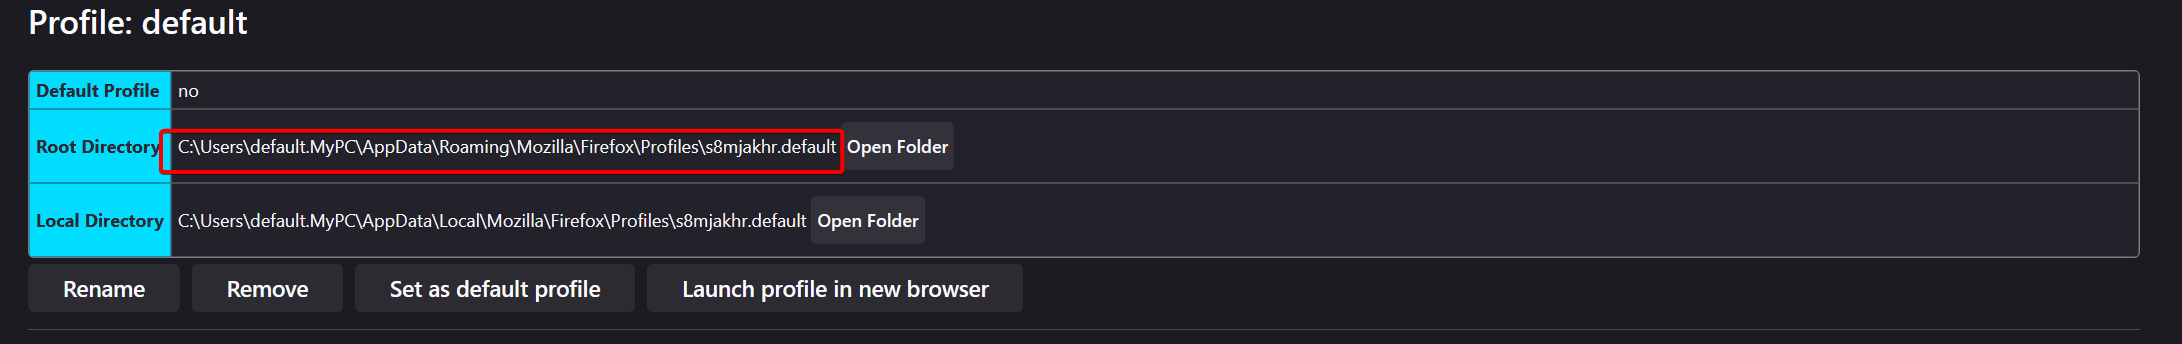 Profile: default
Default Profile no
Root Directory C:\Users\default.MyPC\AppData\Roaming\Mozilla\Firefox\Profiles\s8mjakhr.default Open Folder
Local Directory C:\Users\default.MyPC\AppData\Local\Mozilla\Firefox\Profiles\s8mjakhr.default Open Folder
Rename Remove Set as default profile Launch profile in new browser